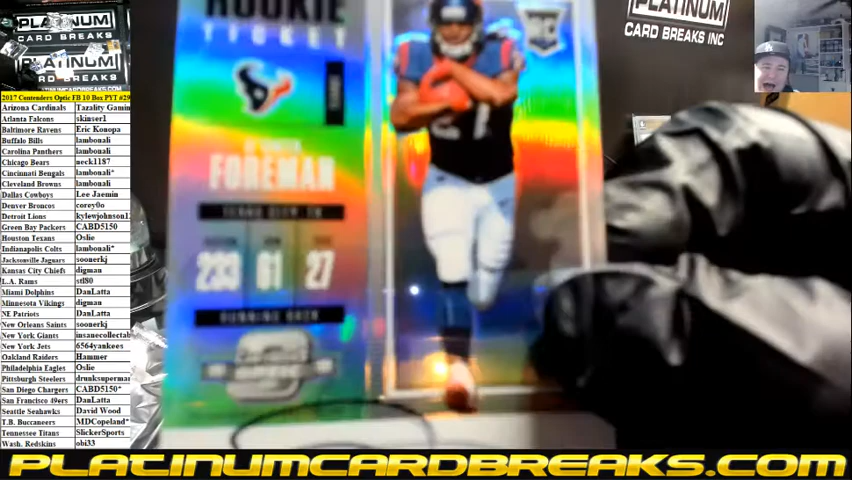 PLATINUM
CARD BREAKS
PLATINUM
CARD BREAKS
PLATINUM
CARD BREAKS INC
2017 Contenders Optic FB 10 Box PYT #29
Arizona Cardinals Tazality Gamin
Atlanta Falcons skinser1
Baltimore Ravens Eric Konopa
Buffalo Bills lambonali
Carolina Panthers lambonali
Chicago Bears neck1187
Cincinnati Bengals lambonali*
Cleveland Browns lambonali
Dallas Cowboys Lee Jaemin
Denver Broncos corey0o
Detroit Lions kylewjohnson1
Green Bay Packers CABD5150
Houston Texans Oslie
Indianapolis Colts lambonali*
Jacksonville Jaguars soonerkj
Kansas City Chiefs digman
L.A. Rams stl80
Miami Dolphins DanLatta
Minnesota Vikings digman
NE Patriots DanLatta
New Orleans Saints soonerkj
New York Giants insanecollectab
New York Jets 6564yankees
Oakland Raiders Hammer
Philadelphia Eagles Oslie
Pittsburgh Steelers drunksuperma
San Diego Chargers CABD5150*
San Francisco 49ers DanLatta
Seattle Seahawks David Wood
T.B. Buccaneers MDCopeland*
Tennessee Titans SlickerSports
Wash. Redskins obi33
ROOKIE
TICKET
FOREMAN
233 61 27
RUNNING BACK
OPTIC
RC
PLATINUMCARDBREAKS.COM